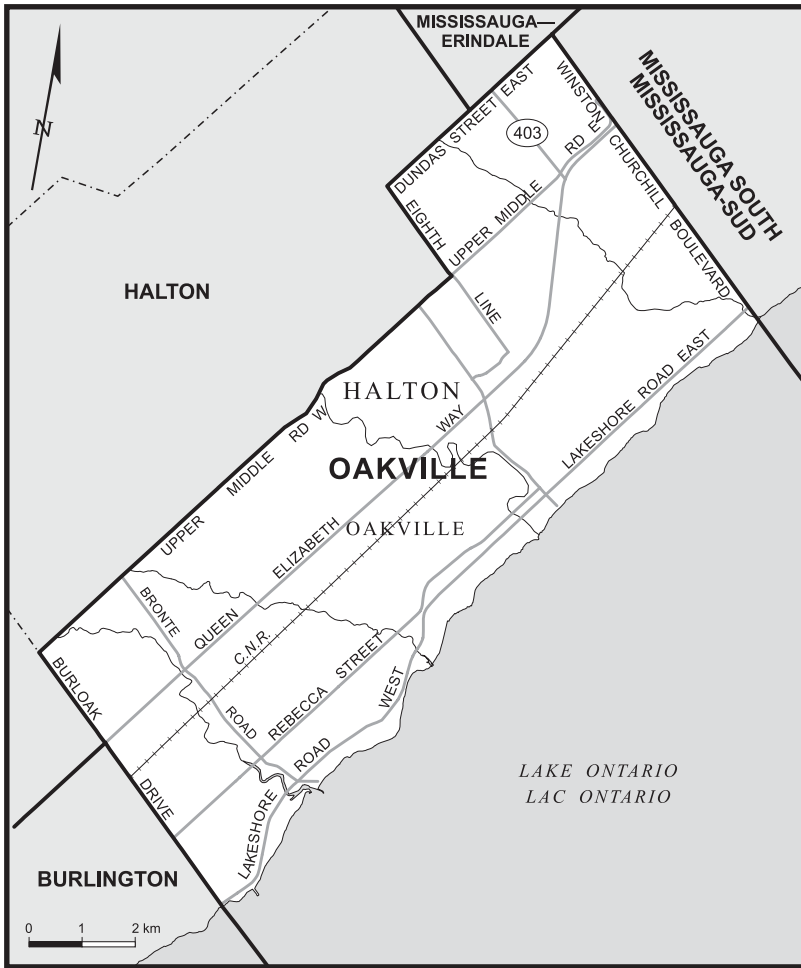 MISSISSAUGA—
ERINDALE
MISSISSAUGA SOUTH
MISSISSAUGA-SUD
N
DUNDAS STREET EAST
WINSTON CHURCHILL BOULEVARD
403
UPPER MIDDLE RD E
EIGHTH LINE
HALTON
HALTON
LAKESHORE ROAD EAST
UPPER MIDDLE RD W
OAKVILLE
OAKVILLE
QUEEN ELIZABETH WAY
C.N.R.
BRONTE ROAD
REBECCA STREET
BURLOAK DRIVE
LAKESHORE ROAD WEST
LAKE ONTARIO
LAC ONTARIO
BURLINGTON
0 1 2 km